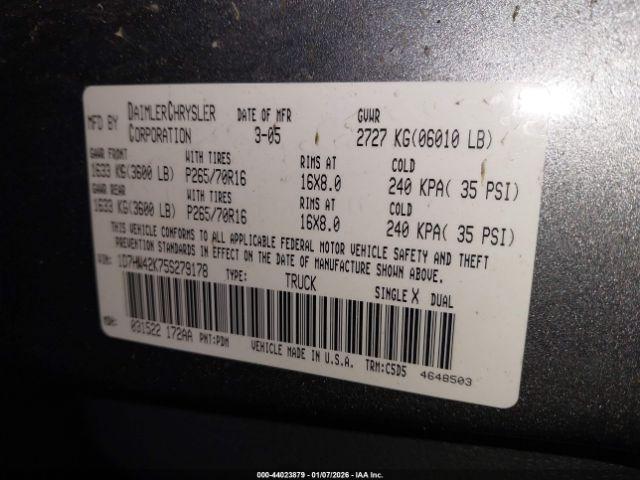 MFD BY DAIMLERCHRYSLER CORPORATION DATE OF MFR 3-05 GVWR 2727 KG(06010 LB)
GAWR FRONT WITH TIRES RIMS AT COLD
1633 KG(3600 LB) P265/70R16 16X8.0 240 KPA( 35 PSI)
GAWR REAR WITH TIRES RIMS AT COLD
1633 KG(3600 LB) P265/70R16 16X8.0 240 KPA( 35 PSI)
THIS VEHICLE CONFORMS TO ALL APPLICABLE FEDERAL MOTOR VEHICLE SAFETY AND THEFT
PREVENTION STANDARDS IN EFFECT ON THE DATE OF MANUFACTURE SHOWN ABOVE.
VIN: 1D7HW42K75S279178 TYPE: TRUCK SINGLE X DUAL
MDH: 031522 172AA PNT:PDM VEHICLE MADE IN U.S.A. TRM:C5D5 4648503
000-44023879 | 01/07/2026 | IAA Inc.